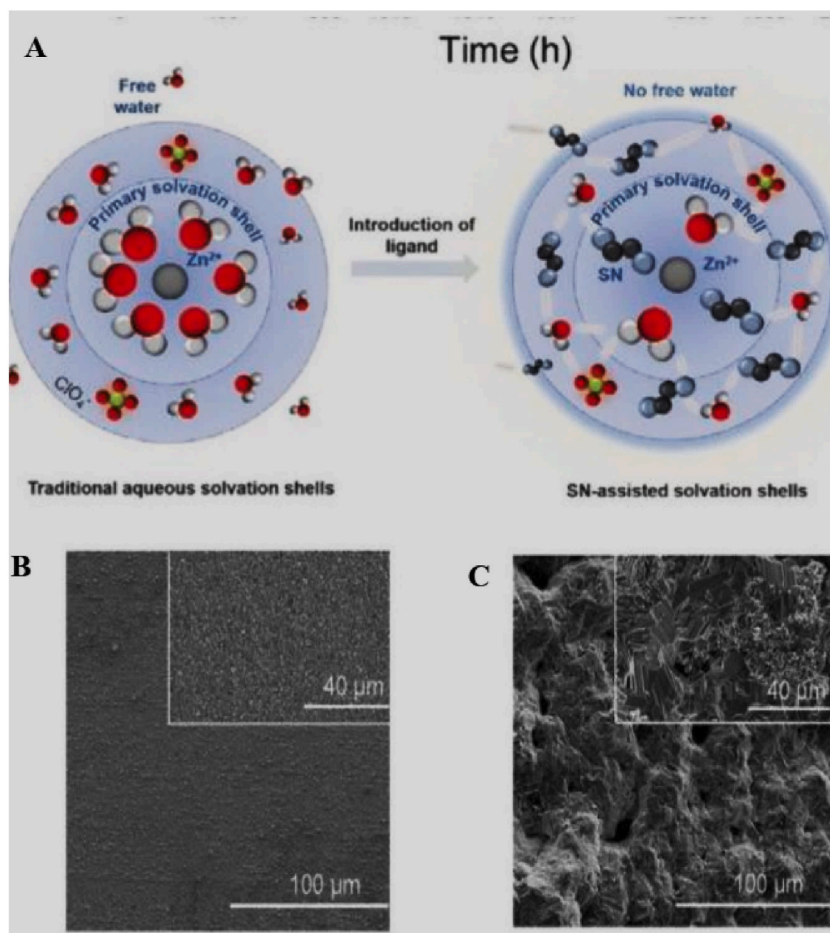 A
Time (h)
Free
water
No free water
Primary solvation shell
Zn²⁺
ClO₄⁻
Introduction of
ligand
Primary solvation shell
SN
Zn²⁺
Traditional aqueous solvation shells
SN-assisted solvation shells
B
40 µm
100 µm
C
40 µm
100 µm